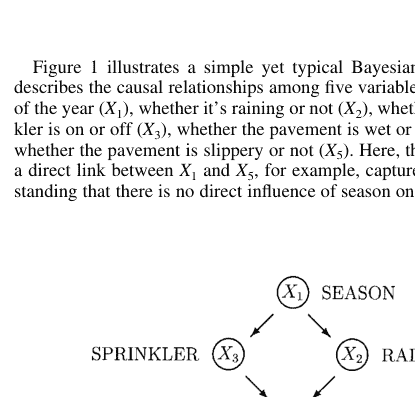 Figure 1 illustrates a simple yet typical Bayesian
describes the causal relationships among five variable
of the year (X1), whether it's raining or not (X2), whet
kler is on or off (X3), whether the pavement is wet or
whether the pavement is slippery or not (X5). Here, th
a direct link between X1 and X5, for example, capture
standing that there is no direct influence of season on
X1 SEASON
SPRINKLER X3 X2 RAI